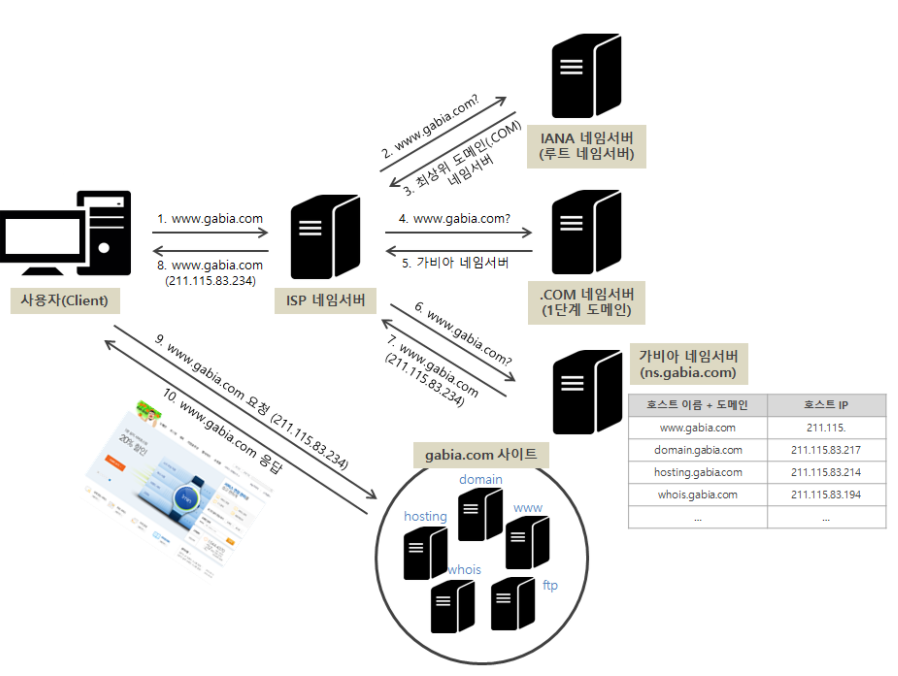 IANA 네임서버
(루트 네임서버)
2. www.gabia.com?
3. 최상위 도메인(.COM)
네임서버
1. www.gabia.com
8. www.gabia.com
(211.115.83.234)
4. www.gabia.com?
5. 가비아 네임서버
사용자(Client)
ISP 네임서버
.COM 네임서버
(1단계 도메인)
6. www.gabia.com?
7. www.gabia.com
(211.115.83.234)
가비아 네임서버
(ns.gabia.com)
9. www.gabia.com 요청 (211.115.83.234)
10. www.gabia.com 응답
호스트 이름 + 도메인 호스트 IP
www.gabia.com 211.115.
domain.gabia.com 211.115.83.217
hosting.gabia.com 211.115.83.214
whois.gabia.com 211.115.83.194
... ...
20% 할인
gabia.com 사이트
domain
hosting
www
whois
ftp